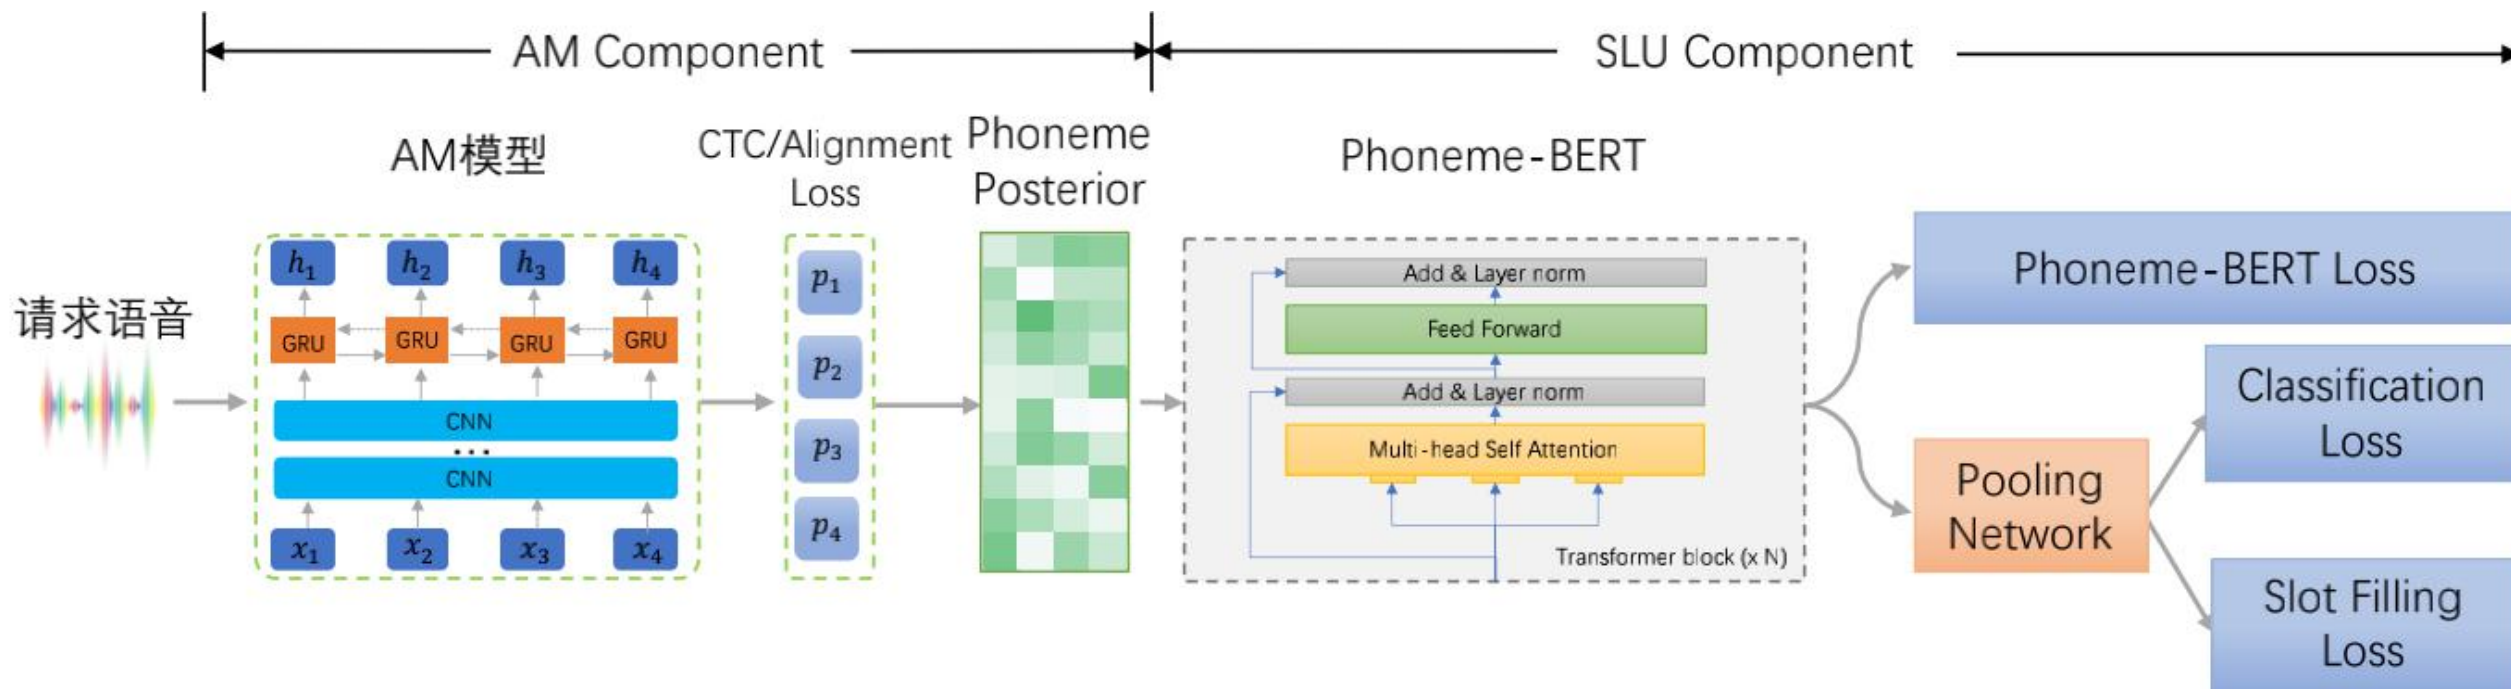 AM Component
SLU Component
AM模型
CTC/Alignment
Loss
Phoneme
Posterior
Phoneme-BERT
请求语音
h₁
h₂
h₃
h₄
GRU
GRU
GRU
GRU
CNN
...
CNN
x₁
x₂
x₃
x₄
p₁
p₂
p₃
p₄
Add & Layer norm
Feed Forward
Add & Layer norm
Multi-head Self Attention
Transformer block (x N)
Phoneme-BERT Loss
Pooling
Network
Classification
Loss
Slot Filling
Loss